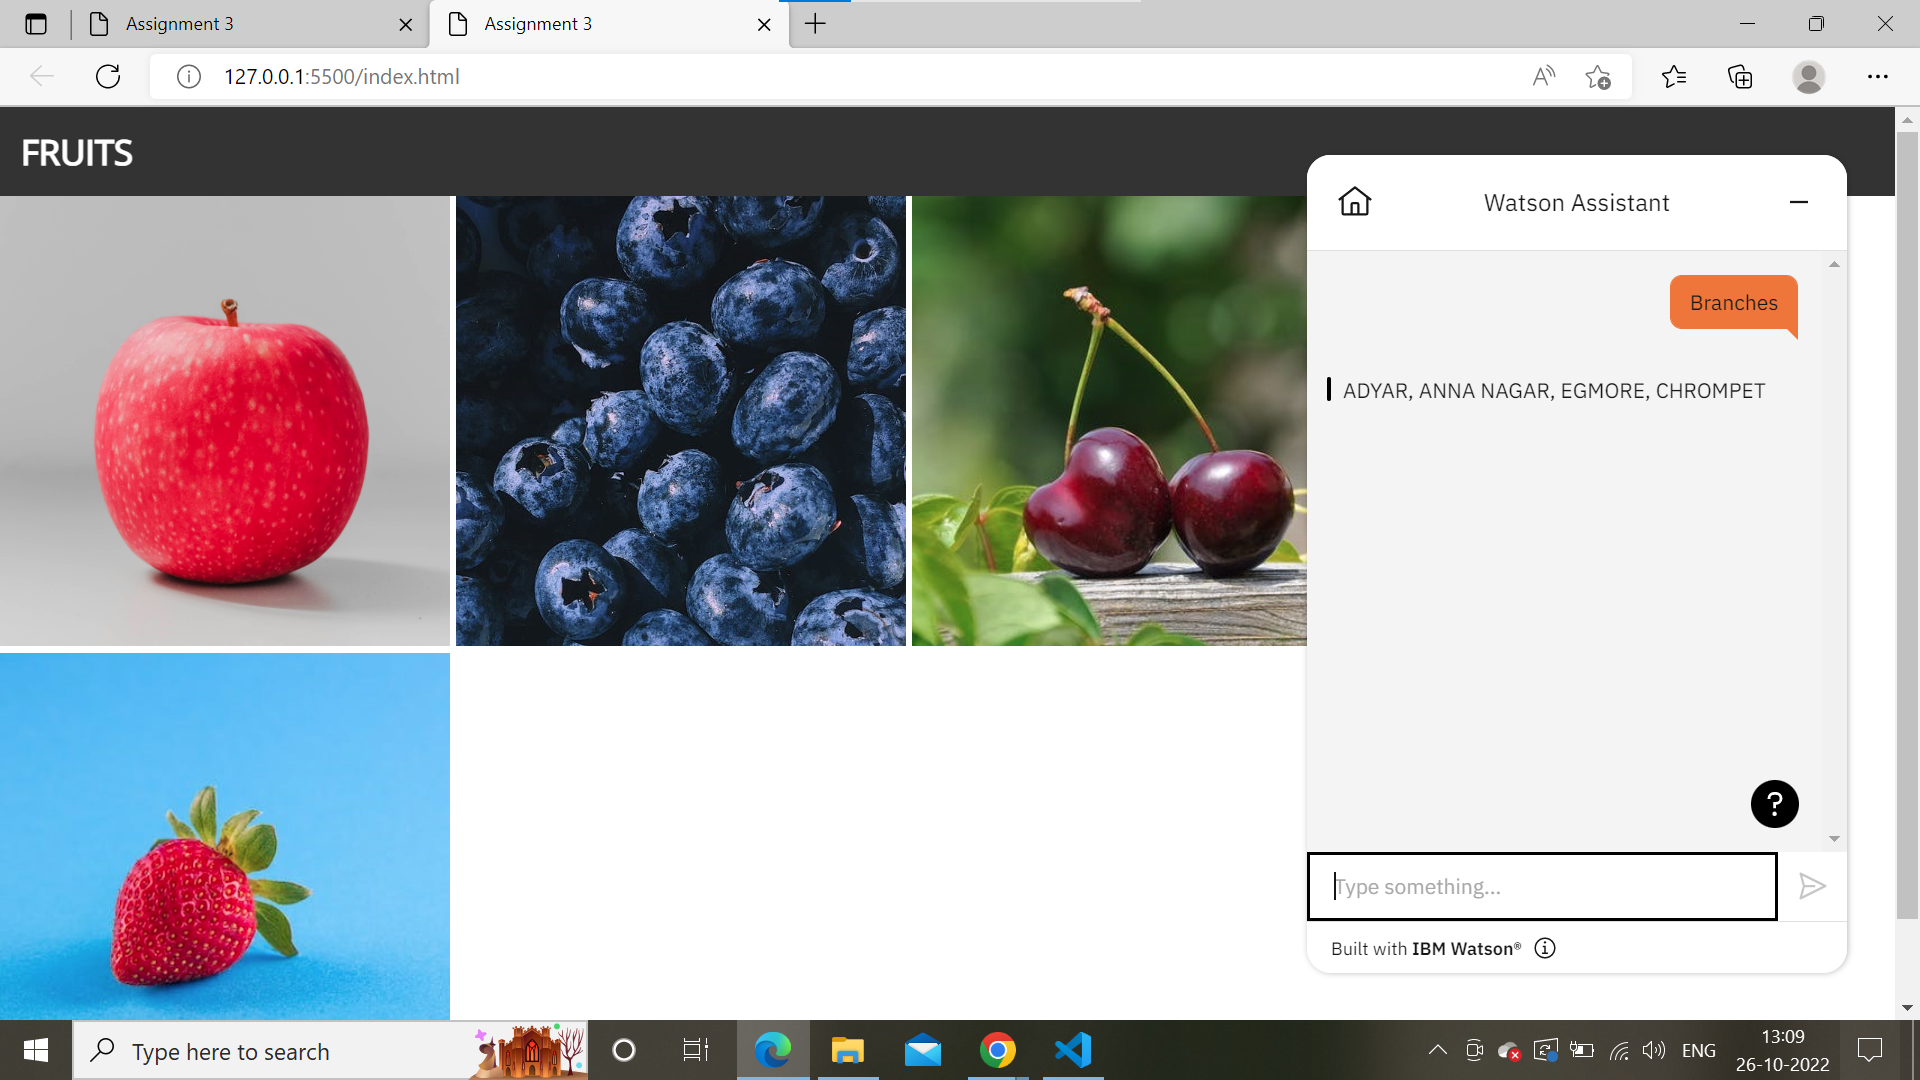 Assignment 3
Assignment 3
127.0.0.1:5500/index.html
FRUITS
Watson Assistant
Branches
ADYAR, ANNA NAGAR, EGMORE, CHROMPET
?
Type something...
Built with IBM Watson®
Type here to search
ENG
13:09
26-10-2022